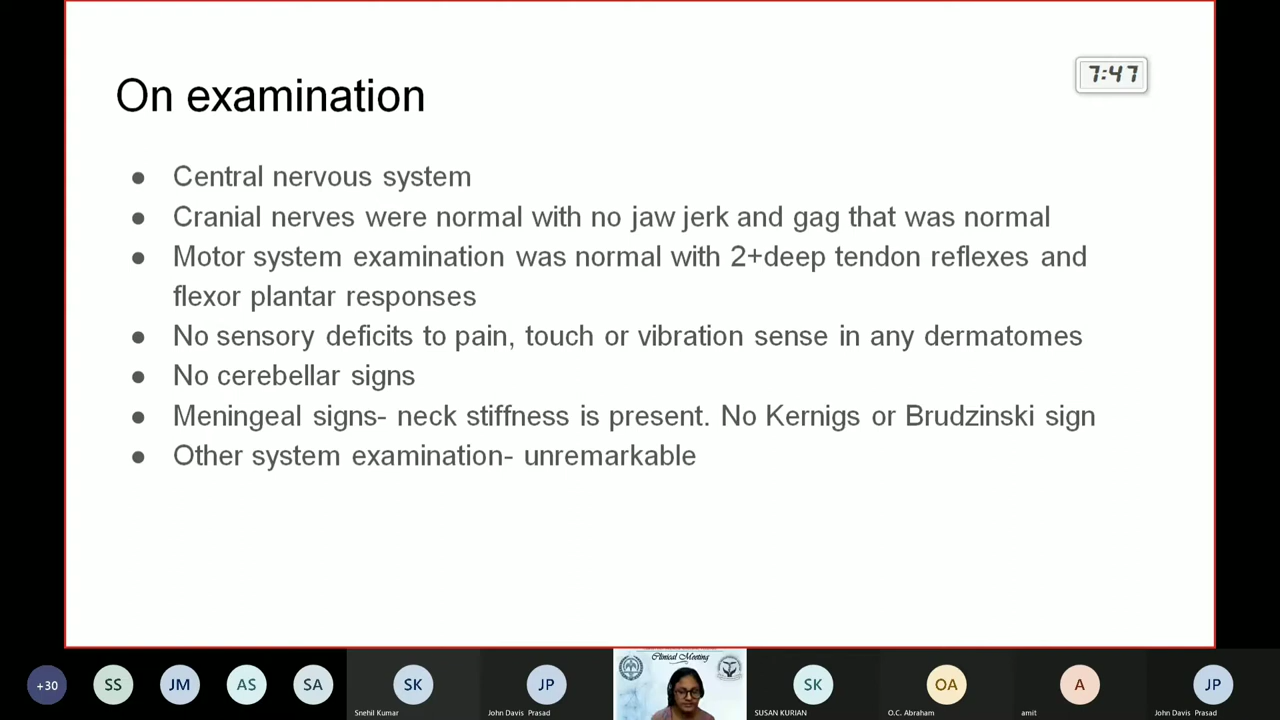 On examination
7:47
● Central nervous system
● Cranial nerves were normal with no jaw jerk and gag that was normal
● Motor system examination was normal with 2+deep tendon reflexes and
flexor plantar responses
● No sensory deficits to pain, touch or vibration sense in any dermatomes
● No cerebellar signs
● Meningeal signs- neck stiffness is present. No Kernigs or Brudzinski sign
● Other system examination- unremarkable
Clinical Meeting
+30
SS
JM
AS
SA
SK
JP
SK
OA
A
JP
Snehil Kumar
John Davis Prasad
SUSAN KURIAN
O.C. Abraham
amit
John Davis Prasad